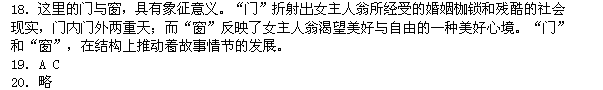 18. 这里的门与窗，具有象征意义。“门”折射出女主人翁所经受的婚姻枷锁和残酷的社会
现实，门内门外两重天；而“窗”反映了女主人翁渴望美好与自由的一种美好心境。“门”
和“窗”，在结构上推动着故事情节的发展。
19. A C
20. 略